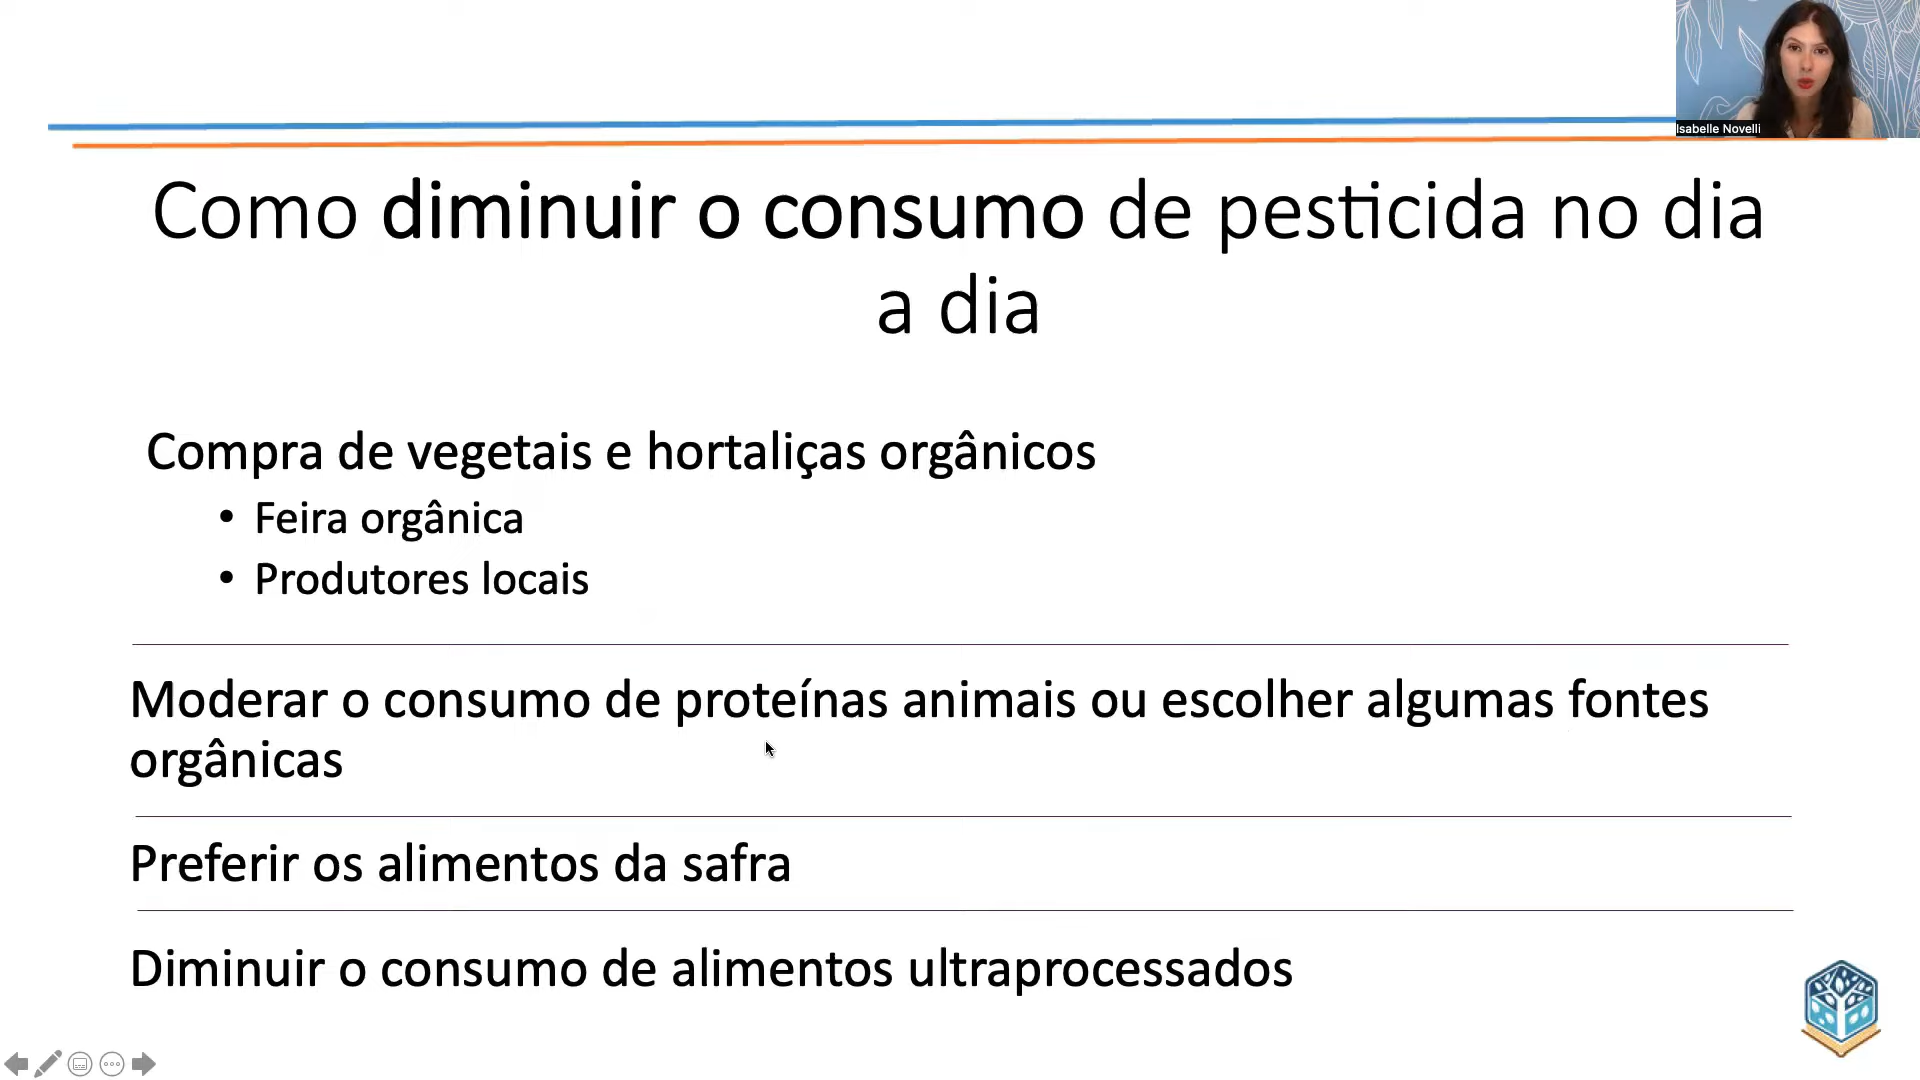 Isabelle Novelli
Como diminuir o consumo de pesticida no dia
a dia
Compra de vegetais e hortaliças orgânicos
• Feira orgânica
• Produtores locais
Moderar o consumo de proteínas animais ou escolher algumas fontes
orgânicas
Preferir os alimentos da safra
Diminuir o consumo de alimentos ultraprocessados